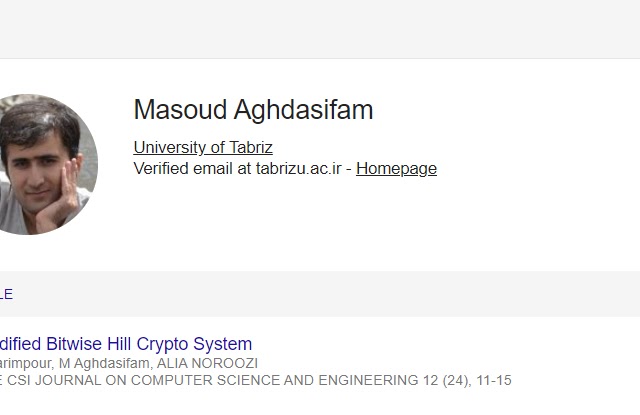 Masoud Aghdasifam
University of Tabriz
Verified email at tabrizu.ac.ir - Homepage
LE
dified Bitwise Hill Crypto System
arimpour, M Aghdasifam, ALIA NOROOZI
E CSI JOURNAL ON COMPUTER SCIENCE AND ENGINEERING 12 (24), 11-15